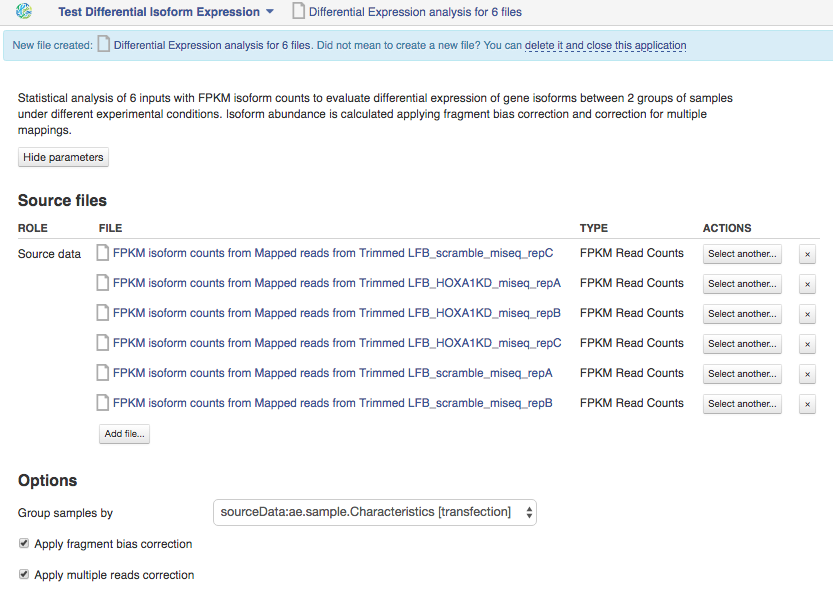 Test Differential Isoform Expression Differential Expression analysis for 6 files
New file created: Differential Expression analysis for 6 files. Did not mean to create a new file? You can delete it and close this application
Statistical analysis of 6 inputs with FPKM isoform counts to evaluate differential expression of gene isoforms between 2 groups of samples
under different experimental conditions. Isoform abundance is calculated applying fragment bias correction and correction for multiple
mappings.
Hide parameters
Source files
ROLE FILE TYPE ACTIONS
Source data FPKM isoform counts from Mapped reads from Trimmed LFB_scramble_miseq_repC FPKM Read Counts Select another... ×
FPKM isoform counts from Mapped reads from Trimmed LFB_HOXA1KD_miseq_repA FPKM Read Counts Select another... ×
FPKM isoform counts from Mapped reads from Trimmed LFB_HOXA1KD_miseq_repB FPKM Read Counts Select another... ×
FPKM isoform counts from Mapped reads from Trimmed LFB_HOXA1KD_miseq_repC FPKM Read Counts Select another... ×
FPKM isoform counts from Mapped reads from Trimmed LFB_scramble_miseq_repA FPKM Read Counts Select another... ×
FPKM isoform counts from Mapped reads from Trimmed LFB_scramble_miseq_repB FPKM Read Counts Select another... ×
Add file...
Options
Group samples by sourceData:ae.sample.Characteristics [transfection]
Apply fragment bias correction
Apply multiple reads correction